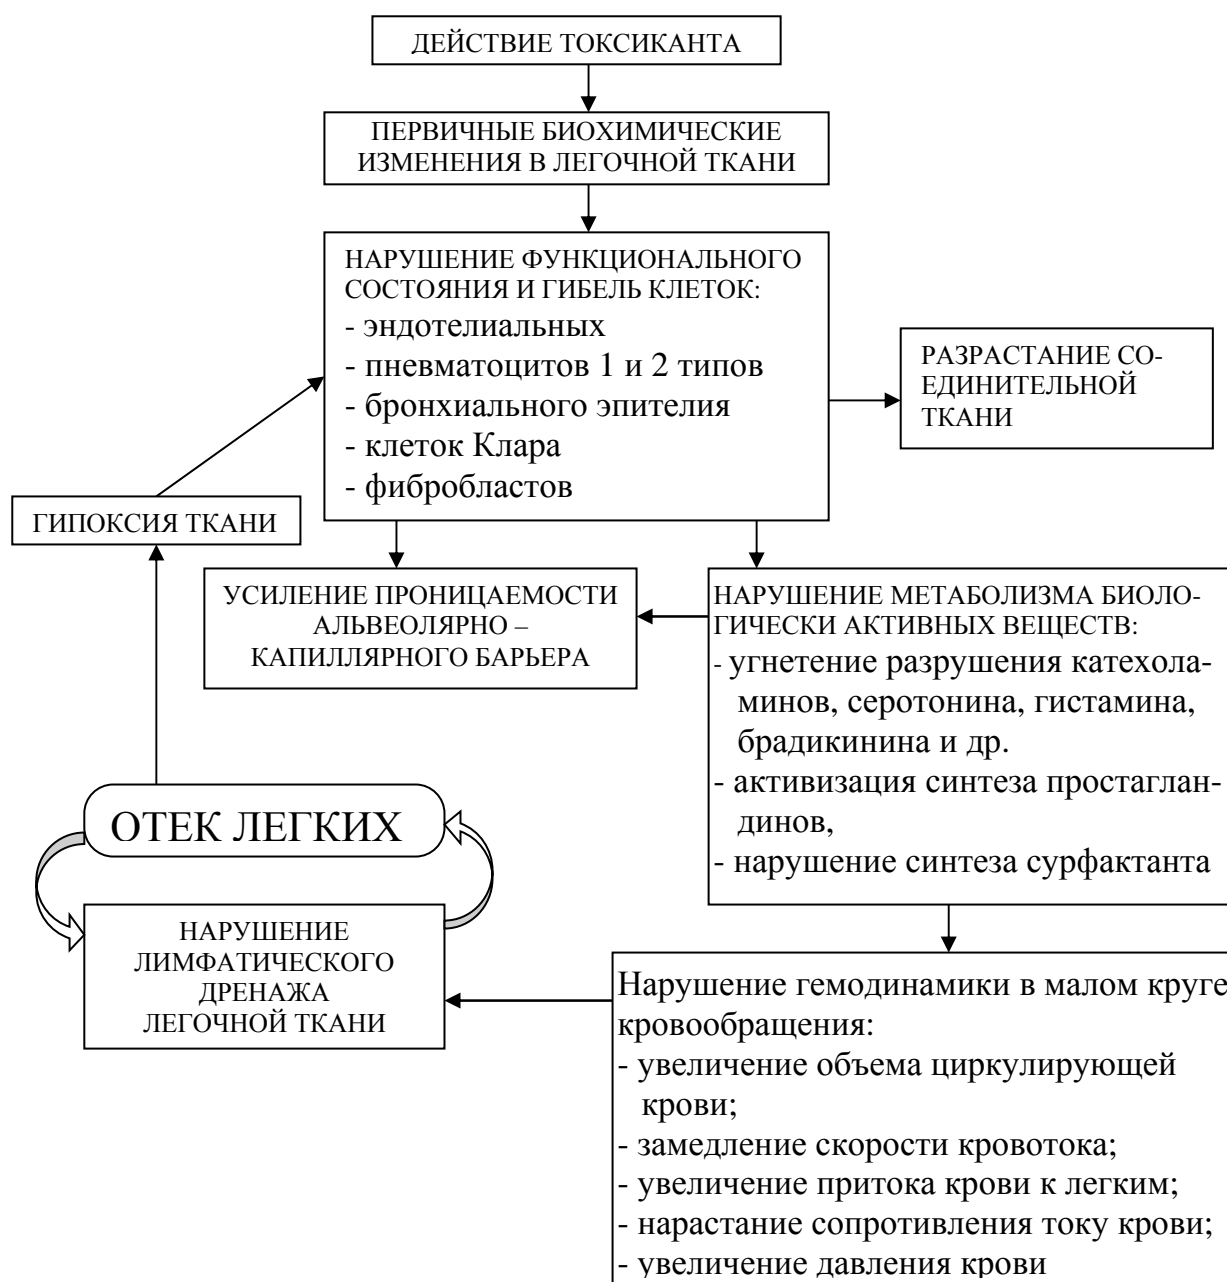 ДЕЙСТВИЕ ТОКСИКАНТА
ПЕРВИЧНЫЕ БИОХИМИЧЕСКИЕ
ИЗМЕНЕНИЯ В ЛЕГОЧНОЙ ТКАНИ
НАРУШЕНИЕ ФУНКЦИОНАЛЬНОГО
СОСТОЯНИЯ И ГИБЕЛЬ КЛЕТОК:
- эндотелиальных
- пневматоцитов 1 и 2 типов
- бронхиального эпителия
- клеток Клара
- фибробластов
РАЗРАСТАНИЕ СО-
ЕДИНИТЕЛЬНОЙ
ТКАНИ
ГИПОКСИЯ ТКАНИ
УСИЛЕНИЕ ПРОНИЦАЕМОСТИ
АЛЬВЕОЛЯРНО –
КАПИЛЛЯРНОГО БАРЬЕРА
НАРУШЕНИЕ МЕТАБОЛИЗМА БИОЛО-
ГИЧЕСКИ АКТИВНЫХ ВЕЩЕСТВ:
- угнетение разрушения катехола-
минов, серотонина, гистамина,
брадикинина и др.
- активизация синтеза простаглан-
динов,
- нарушение синтеза сурфактанта
ОТЕК ЛЕГКИХ
НАРУШЕНИЕ
ЛИМФАТИЧЕСКОГО
ДРЕНАЖА
ЛЕГОЧНОЙ ТКАНИ
Нарушение гемодинамики в малом круге
кровообращения:
- увеличение объема циркулирующей
крови;
- замедление скорости кровотока;
- увеличение притока крови к легким;
- нарастание сопротивления току крови;
- увеличение давления крови